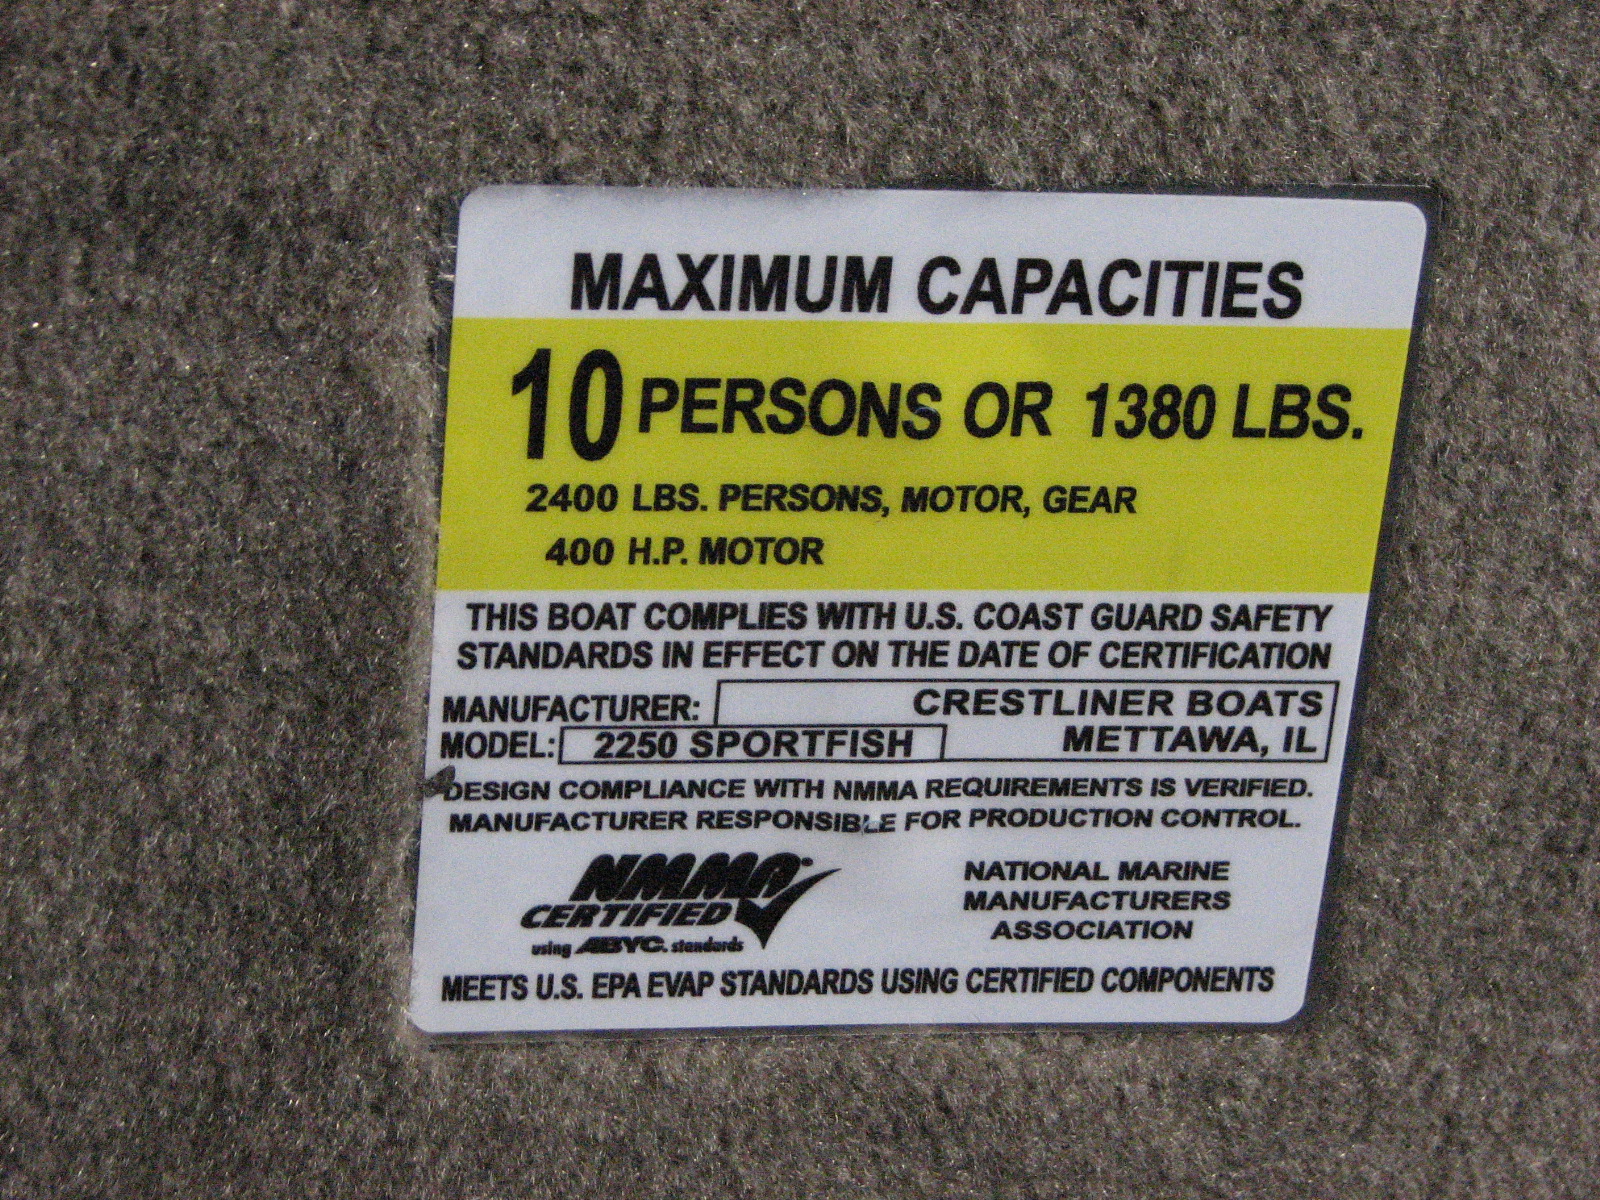 MAXIMUM CAPACITIES
10 PERSONS OR 1380 LBS.
2400 LBS. PERSONS, MOTOR, GEAR
400 H.P. MOTOR
THIS BOAT COMPLIES WITH U.S. COAST GUARD SAFETY
STANDARDS IN EFFECT ON THE DATE OF CERTIFICATION
MANUFACTURER: CRESTLINER BOATS
MODEL: 2250 SPORTFISH METTAWA, IL
DESIGN COMPLIANCE WITH NMMA REQUIREMENTS IS VERIFIED.
MANUFACTURER RESPONSIBLE FOR PRODUCTION CONTROL.
NMMA®
CERTIFIED
using ABYC. standards
NATIONAL MARINE
MANUFACTURERS
ASSOCIATION
MEETS U.S. EPA EVAP STANDARDS USING CERTIFIED COMPONENTS